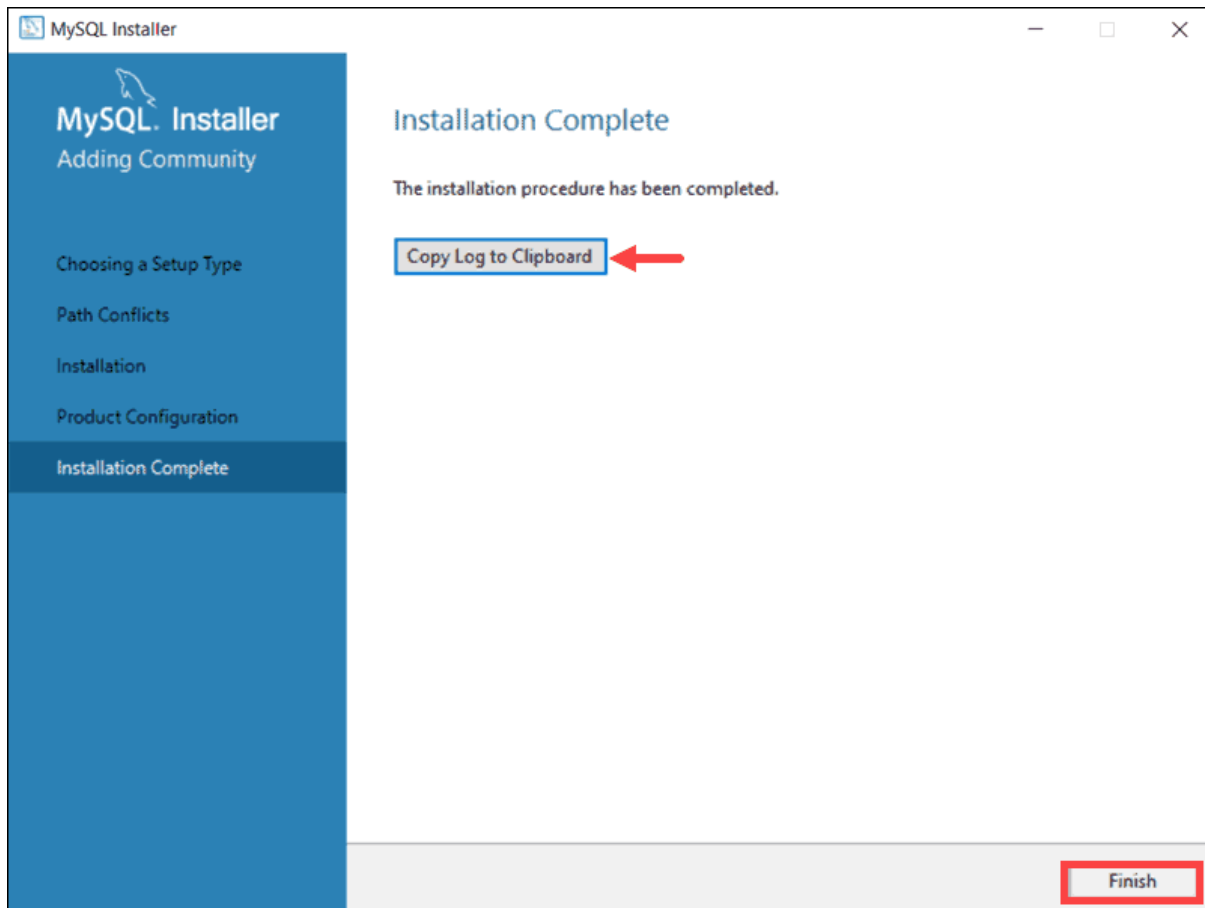 MySQL Installer
MySQL. Installer
Adding Community
Choosing a Setup Type
Path Conflicts
Installation
Product Configuration
Installation Complete
Installation Complete
The installation procedure has been completed.
Copy Log to Clipboard
Finish